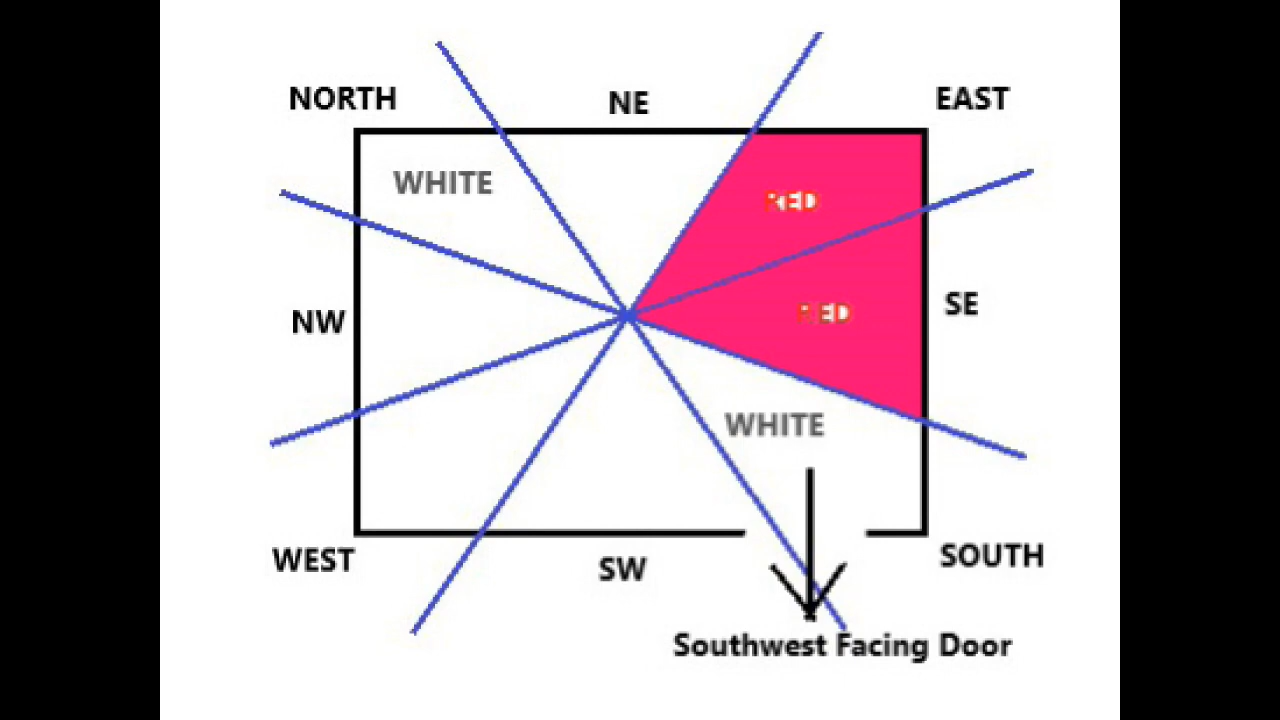 NORTH
NE
EAST
WHITE
RED
NW
SE
RED
WHITE
WEST
SW
SOUTH
Southwest Facing Door